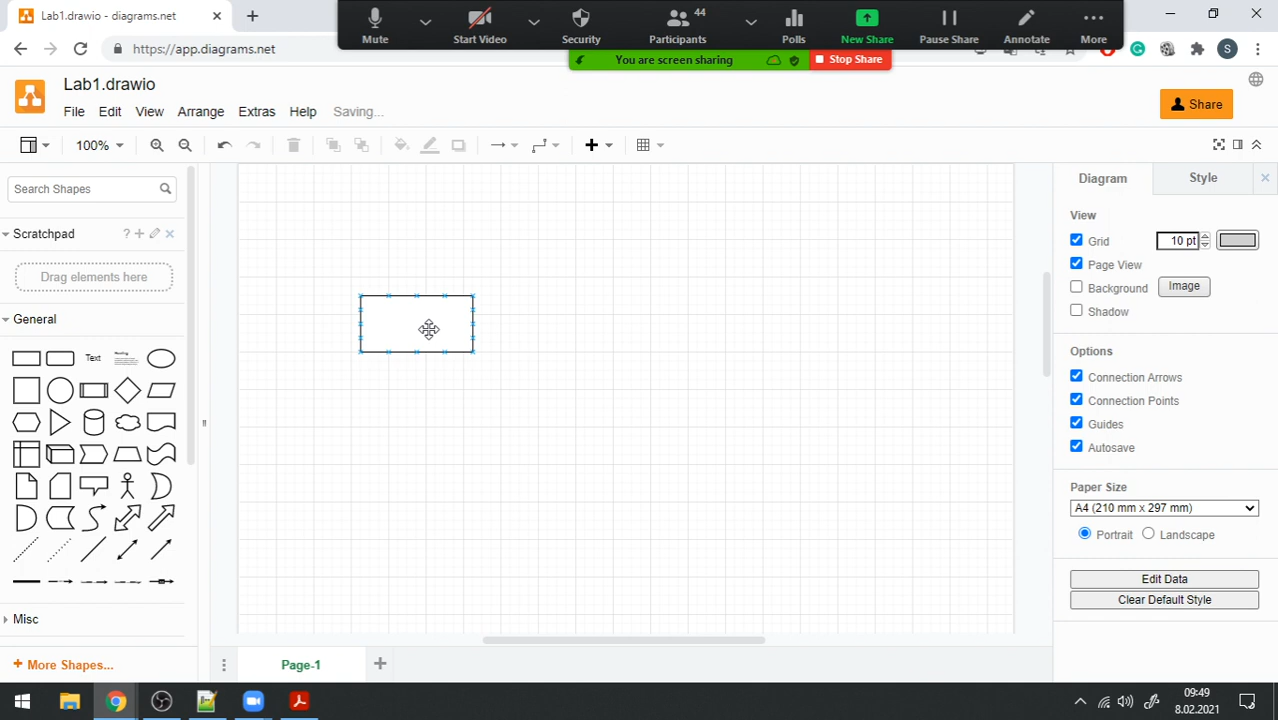 Lab1.drawio - diagrams.net
https://app.diagrams.net
Mute
Start Video
Security
44
Participants
Polls
New Share
Pause Share
Annotate
More
You are screen sharing
Stop Share
S
Lab1.drawio
File Edit View Arrange Extras Help Saving...
Share
100%
Search Shapes
Scratchpad
?
Drag elements here
General
Text
Heading
Misc
+ More Shapes...
Page-1
Diagram
Style
View
Grid
10 pt
Page View
Background
Image
Shadow
Options
Connection Arrows
Connection Points
Guides
Autosave
Paper Size
A4 (210 mm x 297 mm)
Portrait
Landscape
Edit Data
Clear Default Style
09:49
8.02.2021